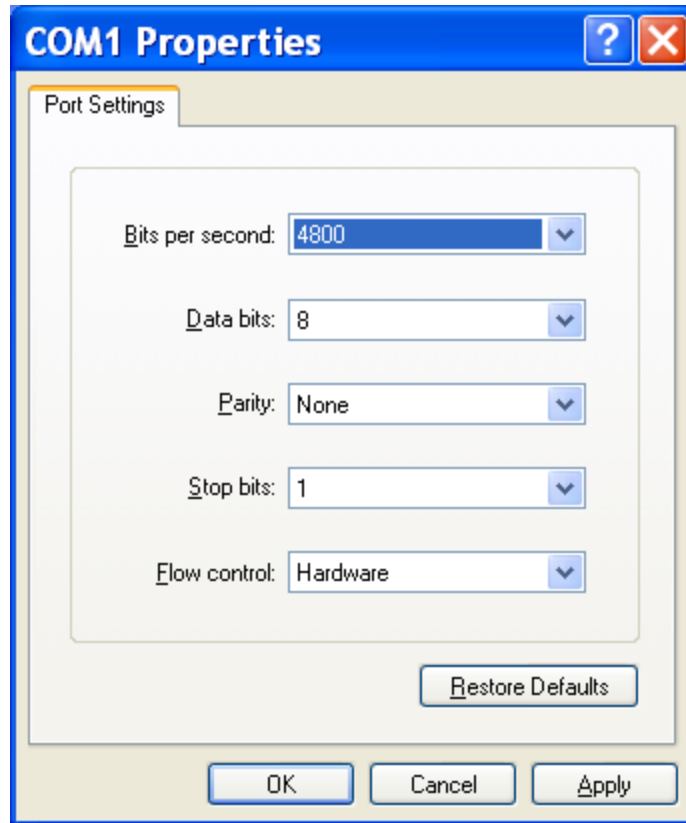 COM1 Properties
Port Settings
Bits per second: 4800
Data bits: 8
Parity: None
Stop bits: 1
Flow control: Hardware
Restore Defaults
OK Cancel Apply